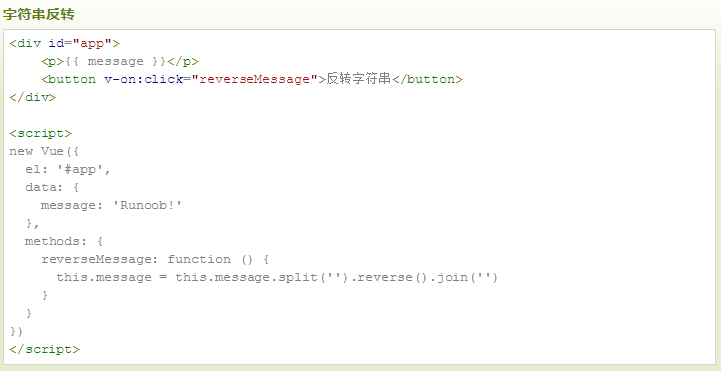 字符串反转
<div id="app">
    <p>{{ message }}</p>
    <button v-on:click="reverseMessage">反转字符串</button>
</div>

<script>
new Vue({
  el: '#app',
  data: {
    message: 'Runoob!'
  },
  methods: {
    reverseMessage: function () {
      this.message = this.message.split('').reverse().join('')
    }
  }
})
</script>